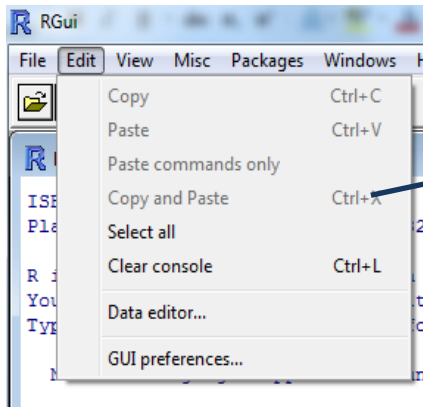 RGui
File Edit View Misc Packages Windows
Copy Ctrl+C
Paste Ctrl+V
Paste commands only
Copy and Paste Ctrl+X
Select all
Clear console Ctrl+L
Data editor...
GUI preferences...